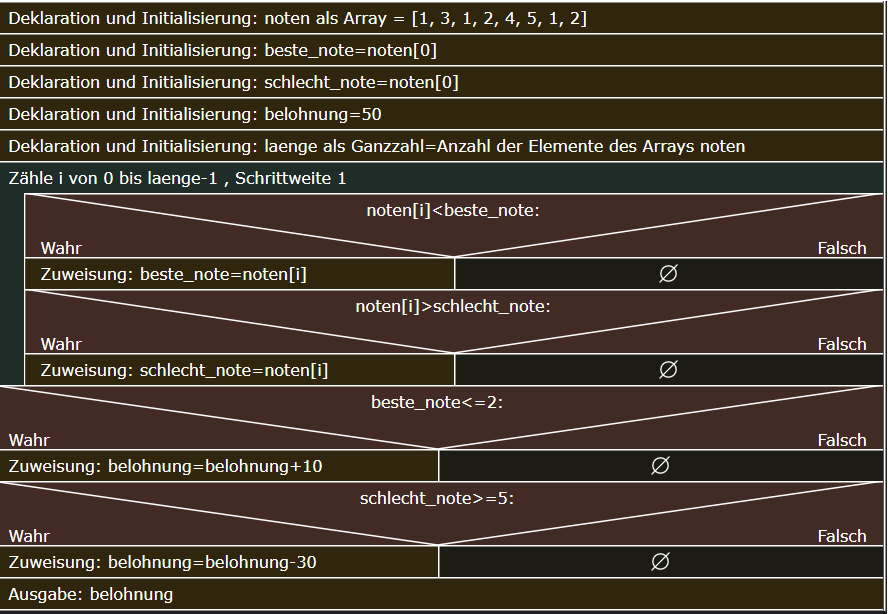 Deklaration und Initialisierung: noten als Array = [1, 3, 1, 2, 4, 5, 1, 2]
Deklaration und Initialisierung: beste_note=noten[0]
Deklaration und Initialisierung: schlecht_note=noten[0]
Deklaration und Initialisierung: belohnung=50
Deklaration und Initialisierung: laenge als Ganzzahl=Anzahl der Elemente des Arrays noten
Zähle i von 0 bis laenge-1 , Schrittweite 1
noten[i]<beste_note:
Wahr Falsch
Zuweisung: beste_note=noten[i] ∅
noten[i]>schlecht_note:
Wahr Falsch
Zuweisung: schlecht_note=noten[i] ∅
beste_note<=2:
Wahr Falsch
Zuweisung: belohnung=belohnung+10 ∅
schlecht_note>=5:
Wahr Falsch
Zuweisung: belohnung=belohnung-30 ∅
Ausgabe: belohnung